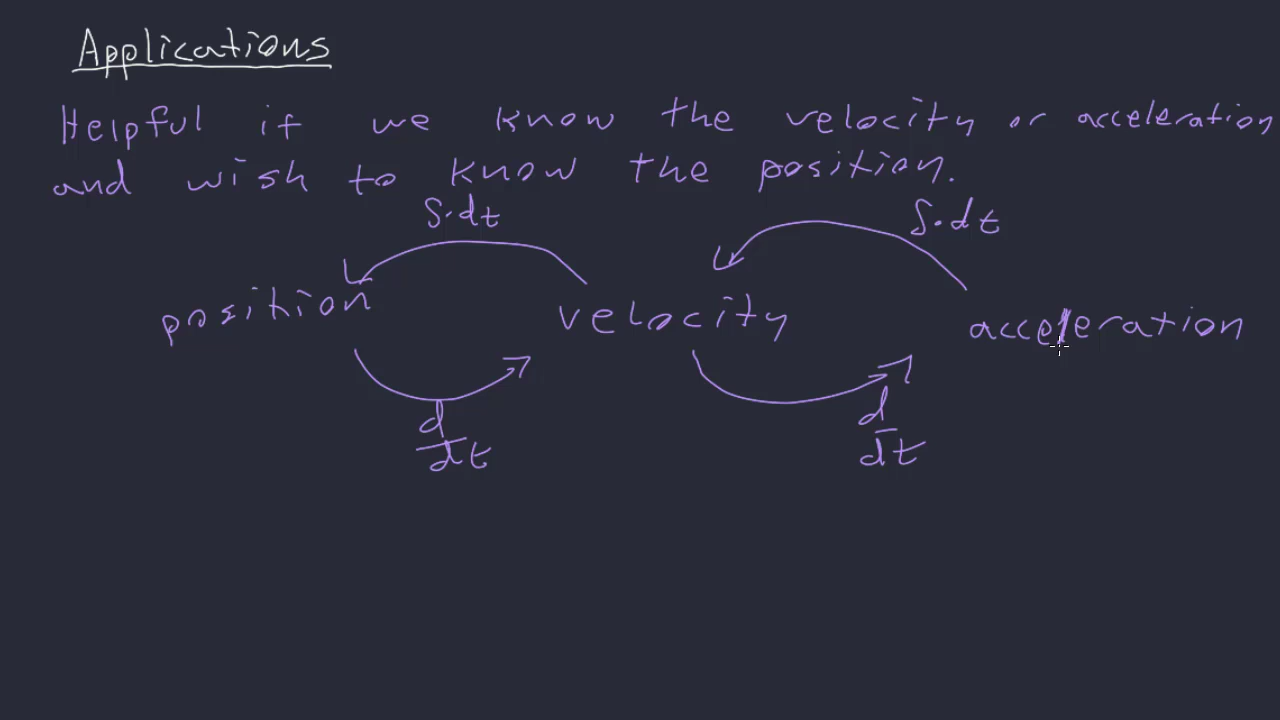 Applications
Helpful if we know the velocity or acceleration
and wish to know the position.
∫·dt ∫·dt
position velocity acceleration
d/dt d/dt